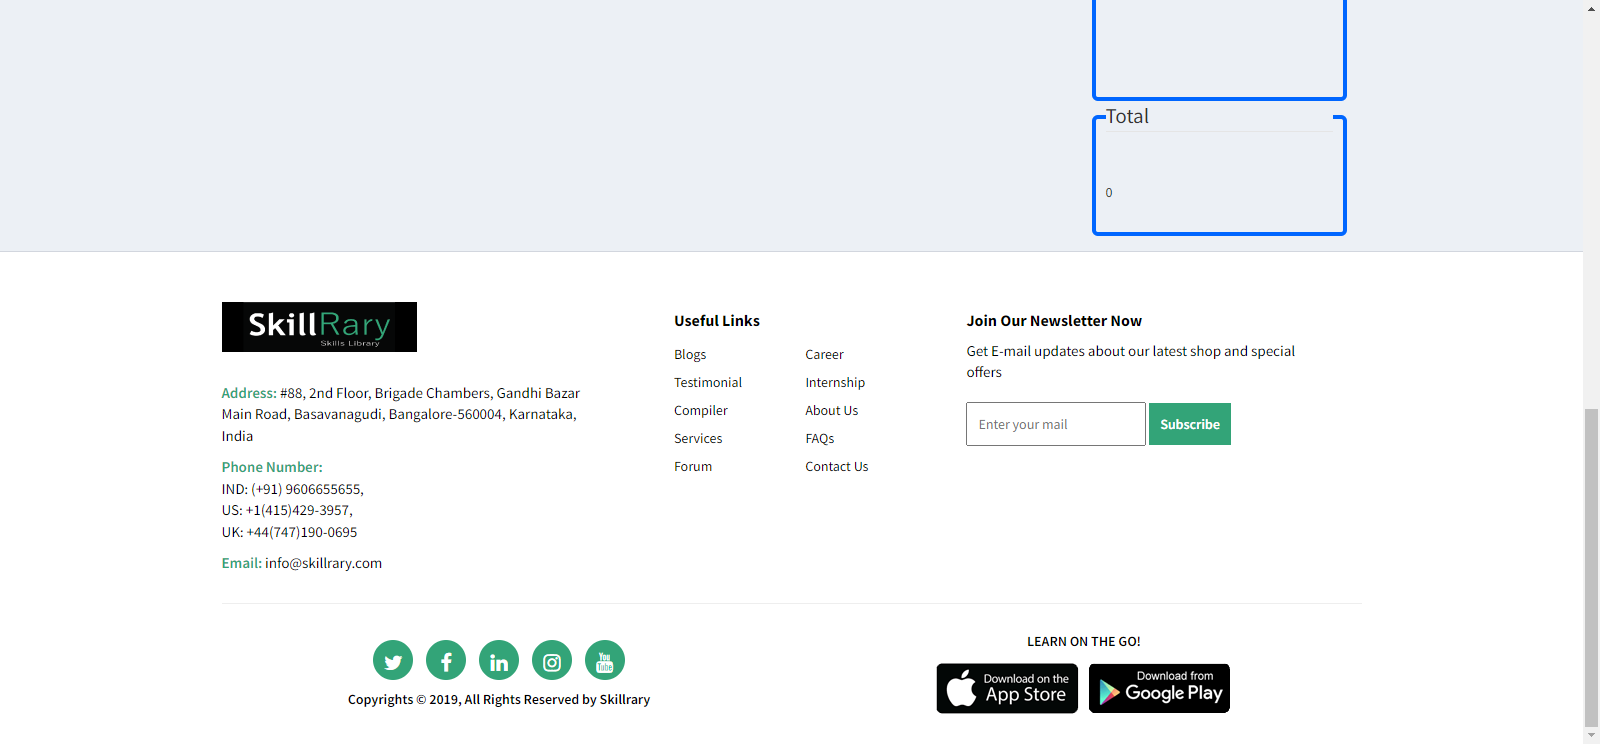 Total
0
SkillRary
Skills Library
Address: #88, 2nd Floor, Brigade Chambers, Gandhi Bazar
Main Road, Basavanagudi, Bangalore-560004, Karnataka,
India
Phone Number:
IND: (+91) 9606655655,
US: +1(415)429-3957,
UK: +44(747)190-0695
Email: info@skillrary.com
Useful Links
Blogs
Testimonial
Compiler
Services
Forum
Career
Internship
About Us
FAQs
Contact Us
Join Our Newsletter Now
Get E-mail updates about our latest shop and special
offers
Enter your mail
Subscribe
You
Tube
Copyrights © 2019, All Rights Reserved by Skillrary
LEARN ON THE GO!
Download on the
App Store
Download from
Google Play